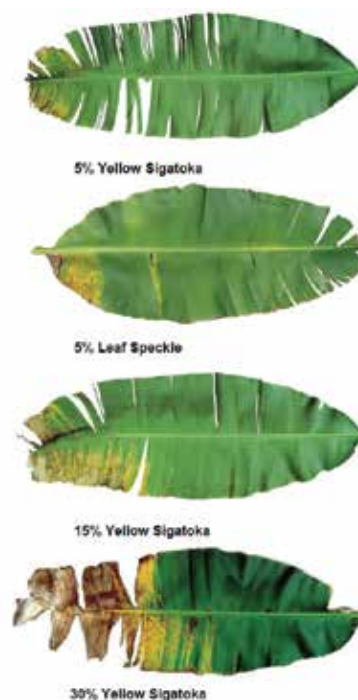 5% Yellow Sigatoka
5% Leaf Speckle
15% Yellow Sigatoka
30% Yellow Sigatoka